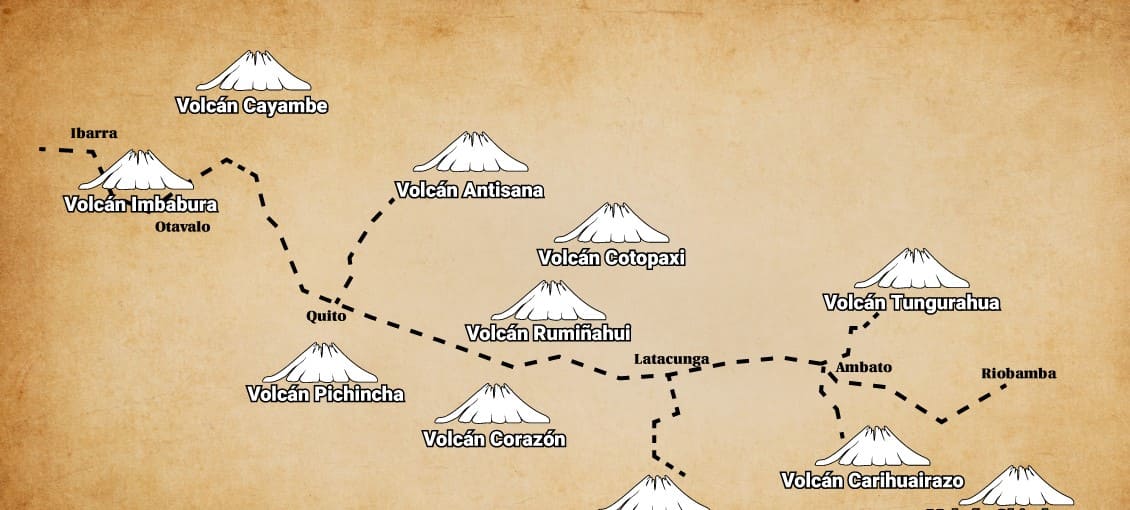 Volcán Cayambe
Ibarra
Volcán Imbabura
Volcán Antisana
Otavalo
Volcán Cotopaxi
Volcán Tungurahua
Quito
Volcán Rumiñahui
Latacunga
Ambato
Riobamba
Volcán Pichincha
Volcán Corazón
Volcán Carihuairazo